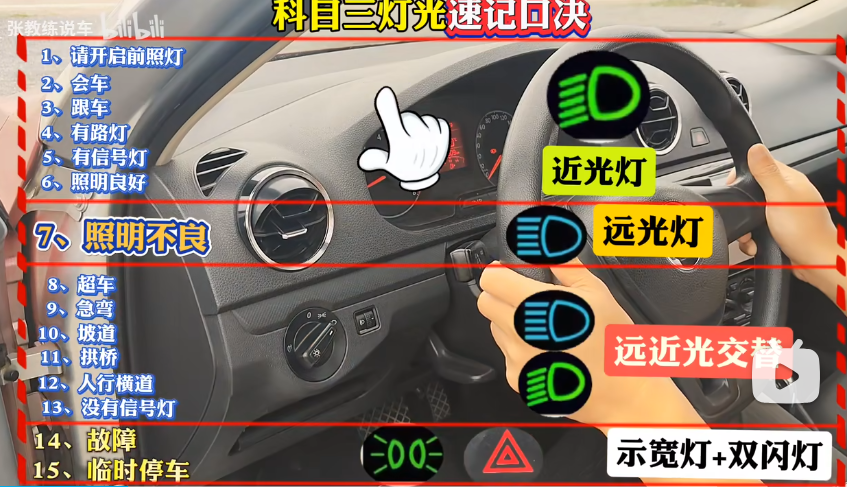 科目三灯光速记口决
张教练说车 bilibili
1、请开启前照灯
2、会车
3、跟车
4、有路灯
5、有信号灯
6、照明良好
近光灯
7、照明不良
远光灯
8、超车
9、急弯
10、坡道
11、拱桥
12、人行横道
13、没有信号灯
远近光交替
14、故障
15、临时停车
示宽灯+双闪灯